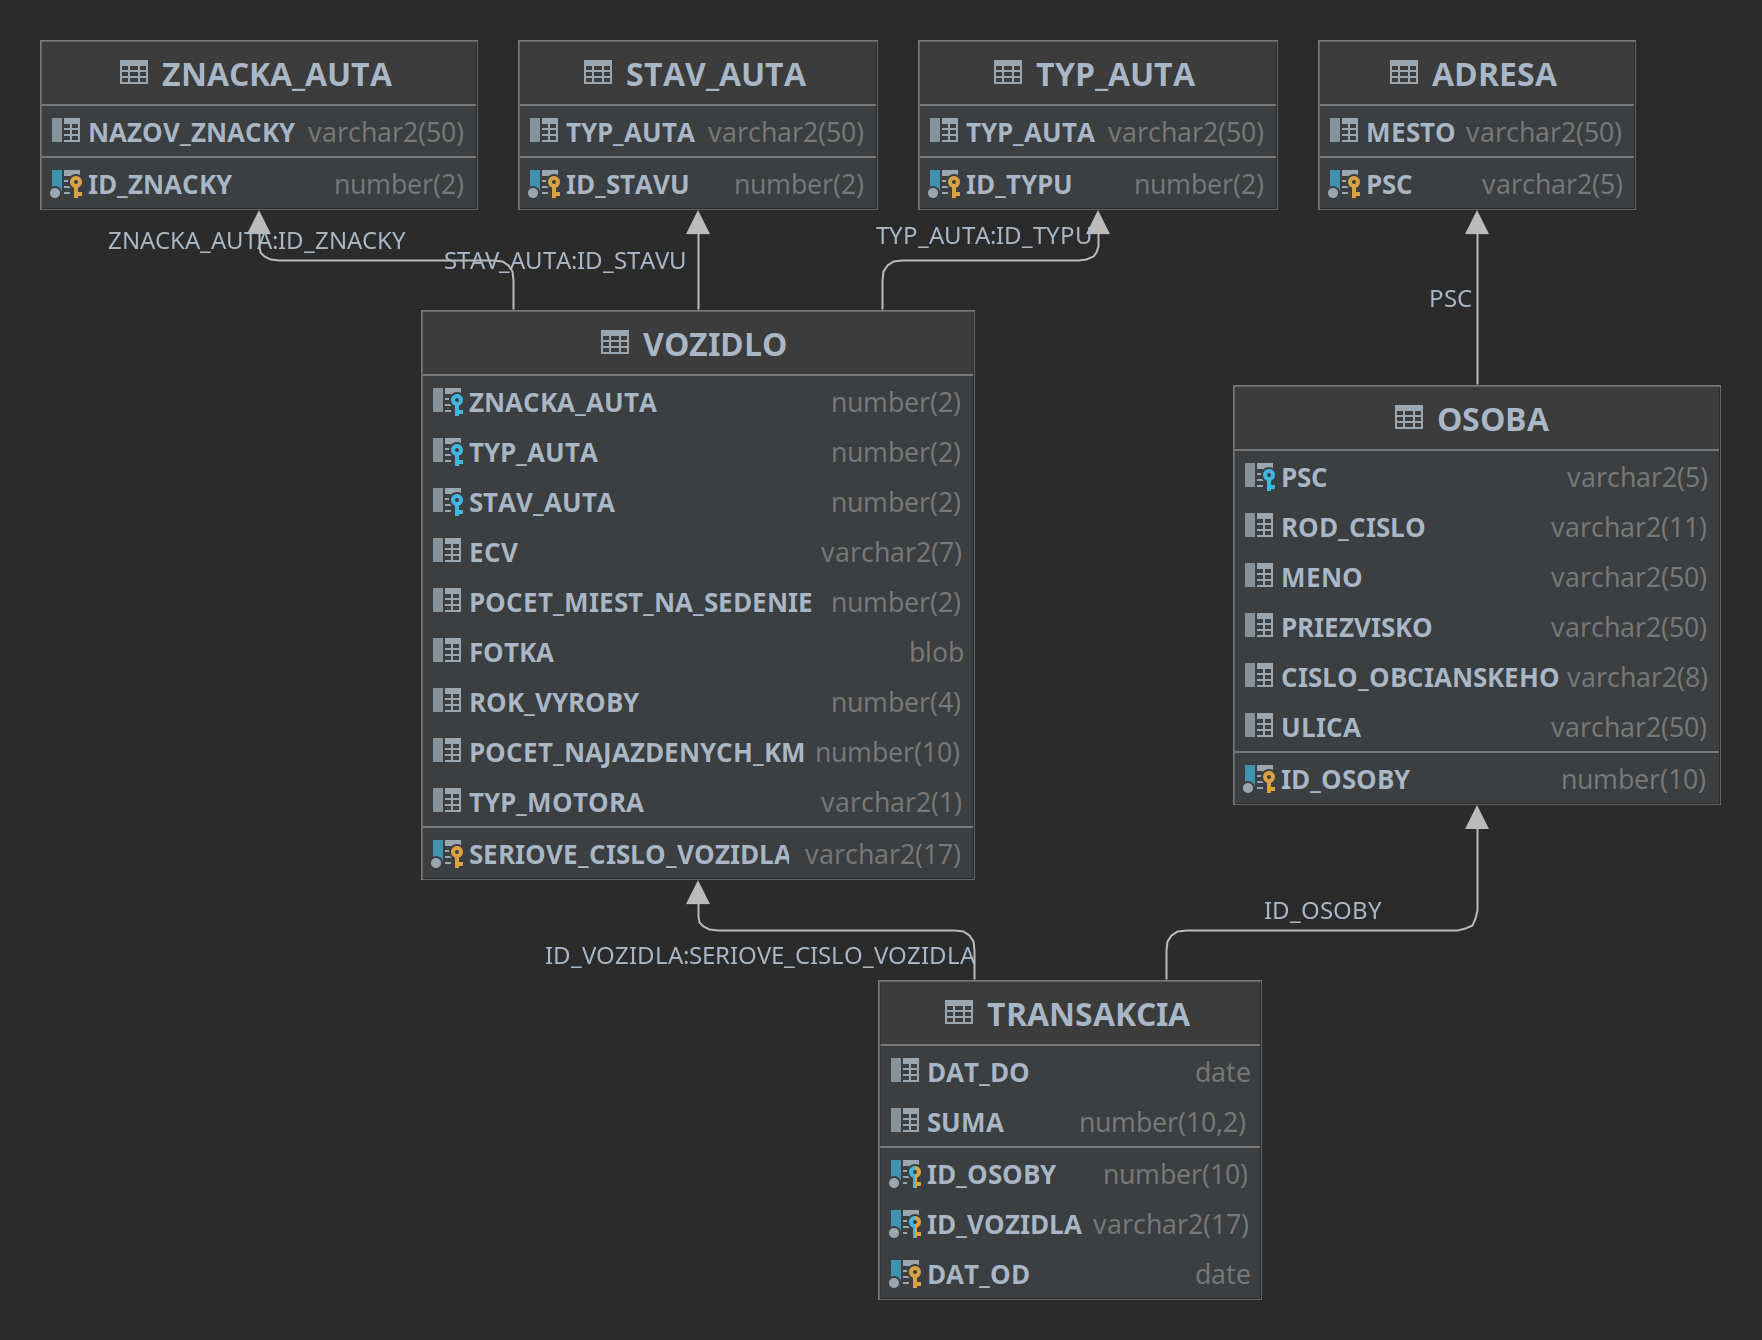 ZNACKA_AUTA
NAZOV_ZNACKY varchar2(50)
ID_ZNACKY number(2)
STAV_AUTA
TYP_AUTA varchar2(50)
ID_STAVU number(2)
TYP_AUTA
TYP_AUTA varchar2(50)
ID_TYPU number(2)
ADRESA
MESTO varchar2(50)
PSC varchar2(5)
ZNACKA_AUTA:ID_ZNACKY
STAV_AUTA:ID_STAVU
TYP_AUTA:ID_TYPU
PSC
VOZIDLO
ZNACKA_AUTA number(2)
TYP_AUTA number(2)
STAV_AUTA number(2)
ECV varchar2(7)
POCET_MIEST_NA_SEDENIE number(2)
FOTKA blob
ROK_VYROBY number(4)
POCET_NAJAZDENYCH_KM number(10)
TYP_MOTORA varchar2(1)
SERIOVE_CISLO_VOZIDLA varchar2(17)
OSOBA
PSC varchar2(5)
ROD_CISLO varchar2(11)
MENO varchar2(50)
PRIEZVISKO varchar2(50)
CISLO_OBCIANSKEHO varchar2(8)
ULICA varchar2(50)
ID_OSOBY number(10)
ID_VOZIDLA:SERIOVE_CISLO_VOZIDLA
ID_OSOBY
TRANSAKCIA
DAT_DO date
SUMA number(10,2)
ID_OSOBY number(10)
ID_VOZIDLA varchar2(17)
DAT_OD date